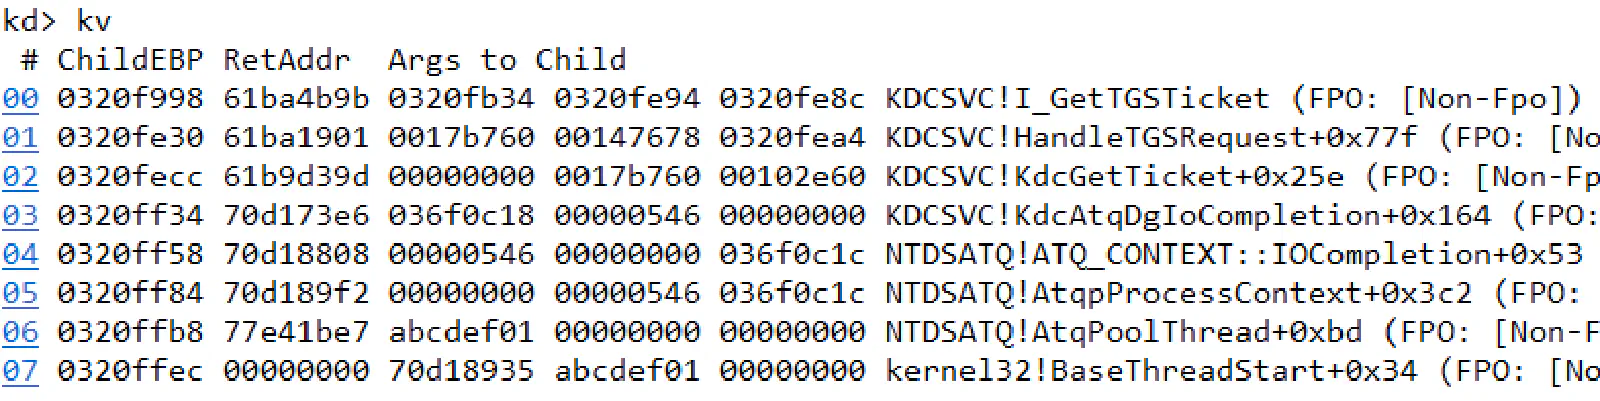 kd> kv
 # ChildEBP RetAddr  Args to Child
00 0320f998 61ba4b9b 0320fb34 0320fe94 0320fe8c KDCSVC!I_GetTGSTicket (FPO: [Non-Fpo])
01 0320fe30 61ba1901 0017b760 00147678 0320fea4 KDCSVC!HandleTGSRequest+0x77f (FPO: [No
02 0320fecc 61b9d39d 00000000 0017b760 00102e60 KDCSVC!KdcGetTicket+0x25e (FPO: [Non-Fp
03 0320ff34 70d173e6 036f0c18 00000546 00000000 KDCSVC!KdcAtqDgIoCompletion+0x164 (FPO:
04 0320ff58 70d18808 00000546 00000000 036f0c1c NTDSATQ!ATQ_CONTEXT::IOCompletion+0x53
05 0320ff84 70d189f2 00000000 00000546 036f0c1c NTDSATQ!AtqpProcessContext+0x3c2 (FPO:
06 0320ffb8 77e41be7 abcdef01 00000000 00000000 NTDSATQ!AtqPoolThread+0xbd (FPO: [Non-F
07 0320ffec 00000000 70d18935 abcdef01 00000000 kernel32!BaseThreadStart+0x34 (FPO: [No